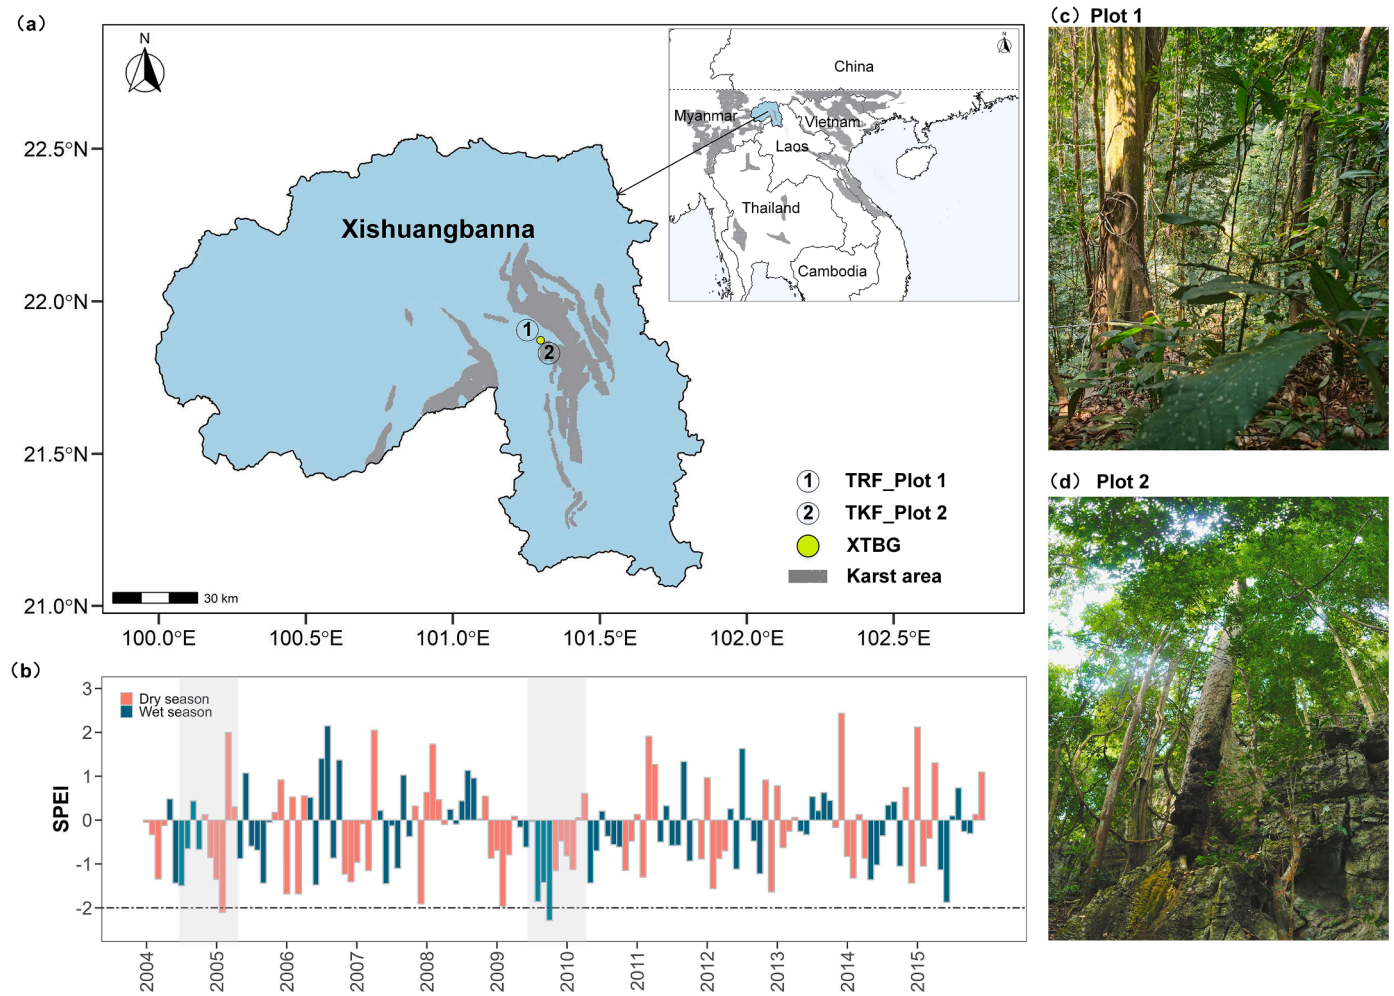 (a)
N
22.5°N
22.0°N
21.5°N
21.0°N
Xishuangbanna
1
2
1 TRF_Plot 1
2 TKF_Plot 2
XTBG
Karst area
30 km
100.0°E 100.5°E 101.0°E 101.5°E 102.0°E 102.5°E
N
China
Myanmar
Vietnam
Laos
Thailand
Cambodia
(b)
SPEI
3
2
1
0
-1
-2
Dry season
Wet season
2004 2005 2006 2007 2008 2009 2010 2011 2012 2013 2014 2015
(c) Plot 1
(d) Plot 2